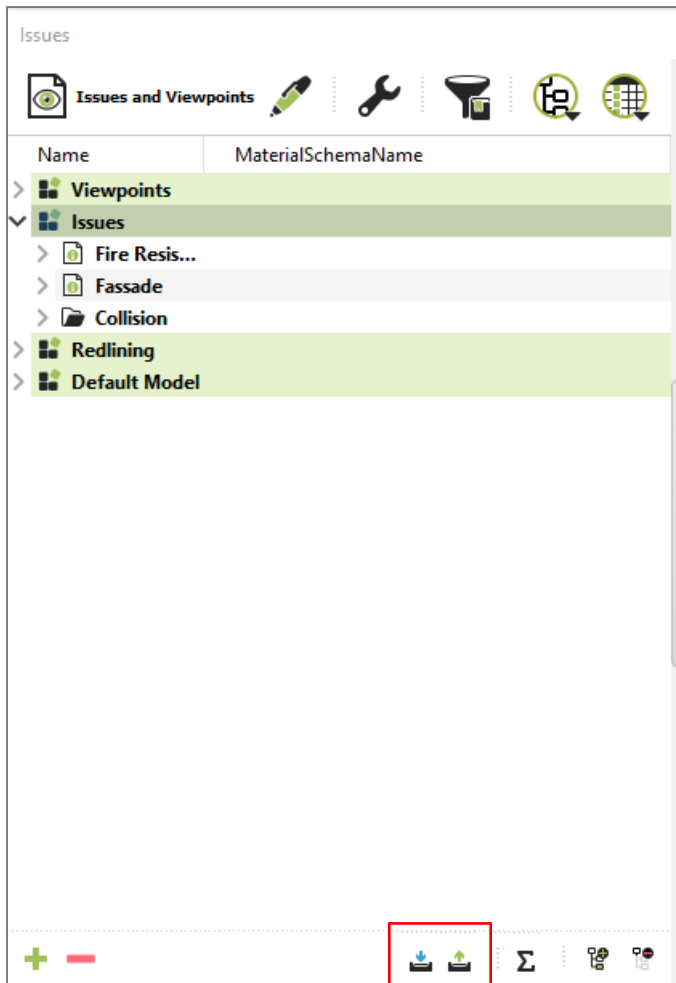 Issues
Issues and Viewpoints
Name MaterialSchemaName
Viewpoints
Issues
Fire Resis...
Fassade
Collision
Redlining
Default Model
Σ